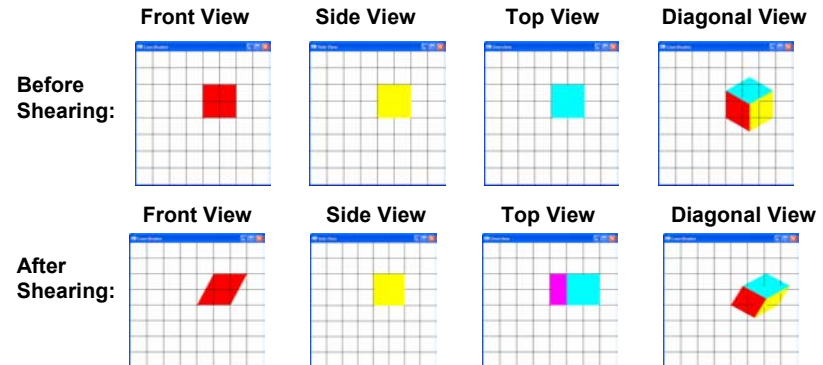 Front View Side View Top View Diagonal View
Before
Shearing:
Front View Side View Top View Diagonal View
After
Shearing: